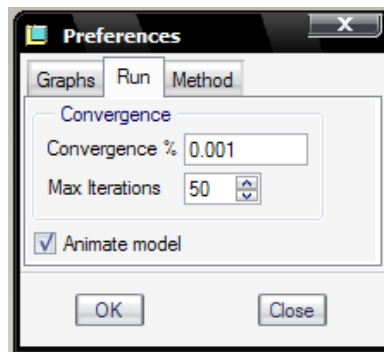 Preferences
Graphs Run Method
Convergence
Convergence % 0.001
Max Iterations 50
Animate model
OK Close